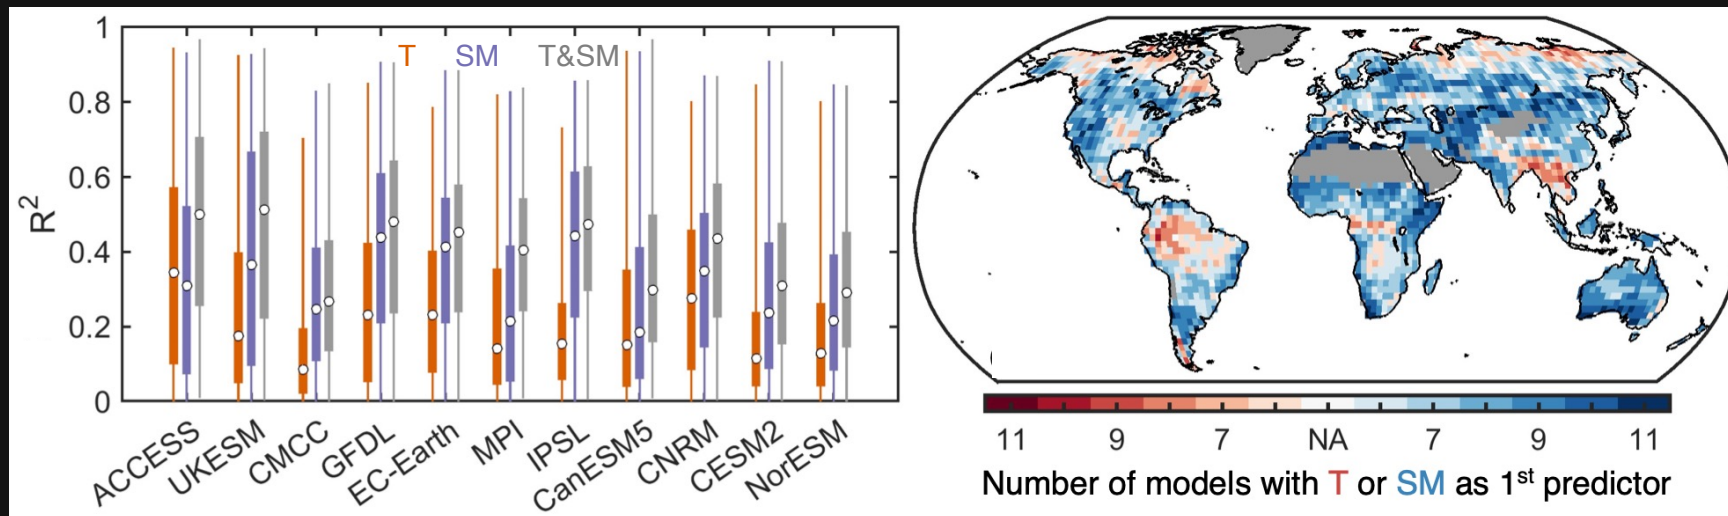 1
0.8
0.6
0.4
0.2
0
R²
T SM T&SM
ACCESS
UKESM
CMCC
GFDL
EC-Earth
MPI
IPSL
CanESM5
CNRM
CESM2
NorESM
11 9 7 NA 7 9 11
Number of models with T or SM as 1st predictor